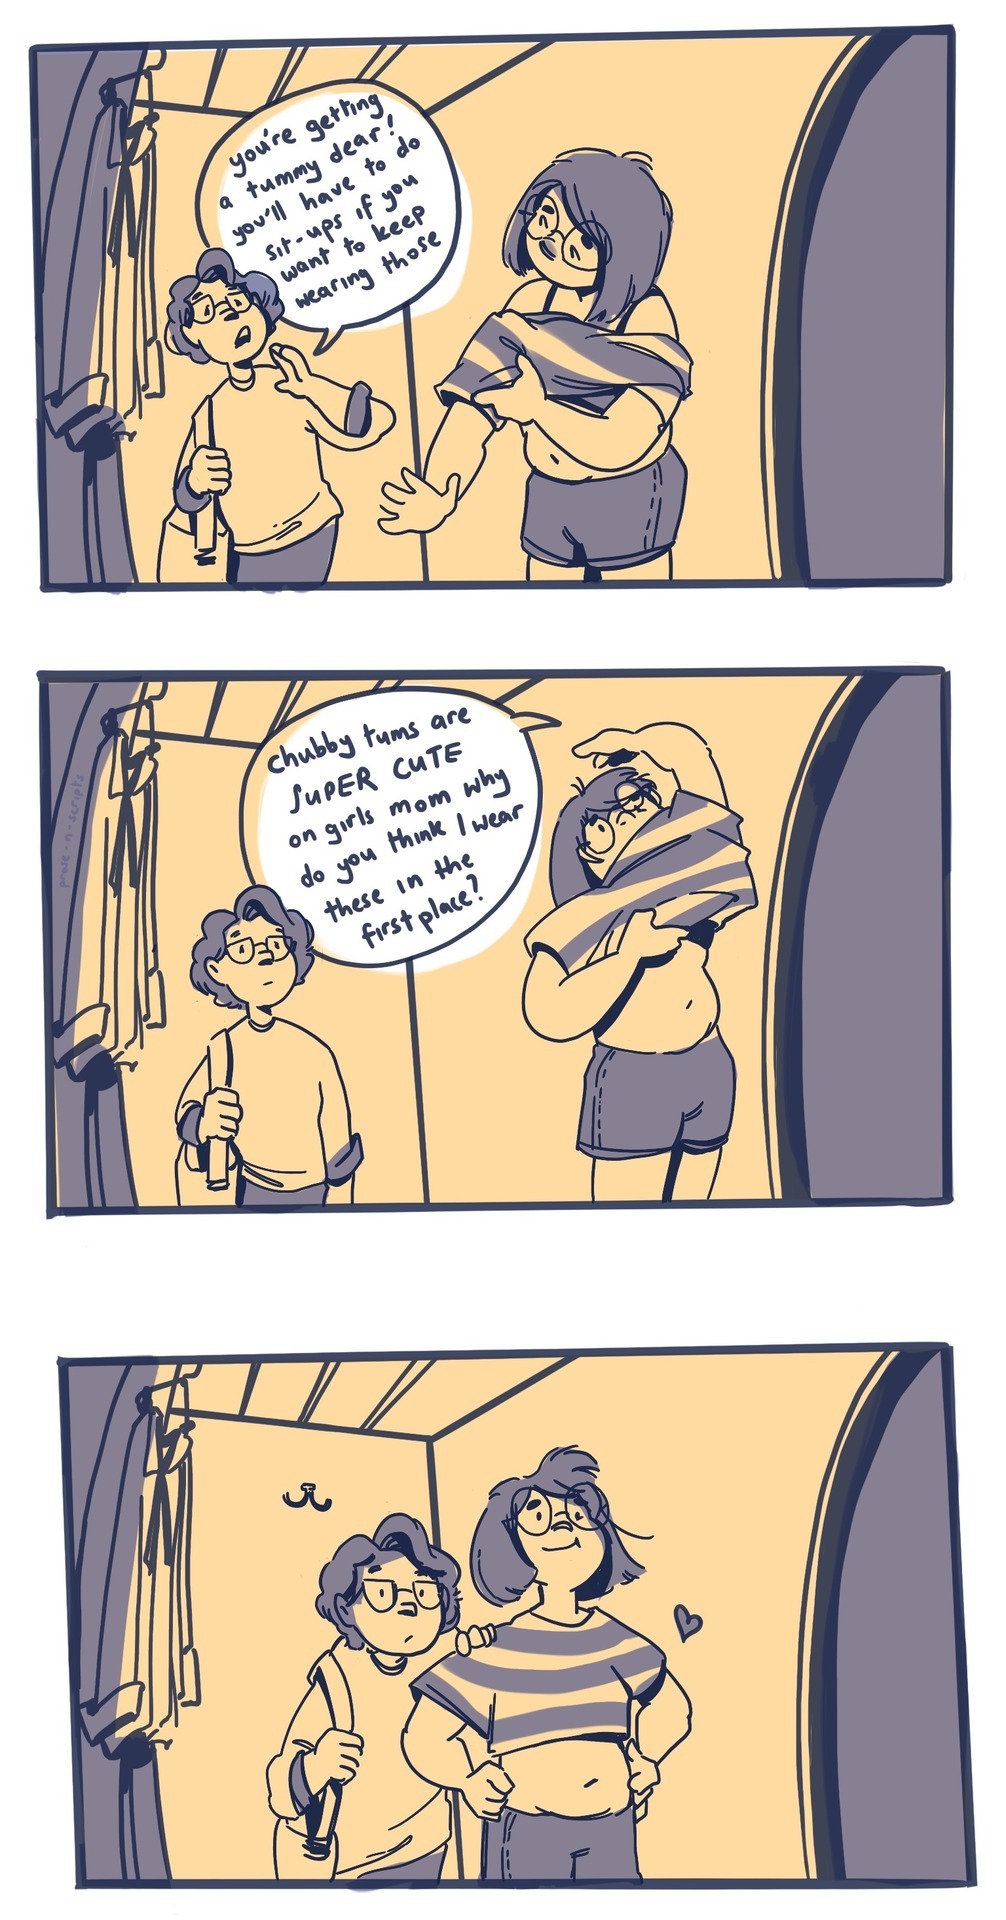 you're getting
a tummy dear!
you'll have to do
sit-ups if you
want to keep
wearing those
chubby tums are
SUPER CUTE
on girls mom why
do you think I wear
these in the
first place?
prose-n-scripts